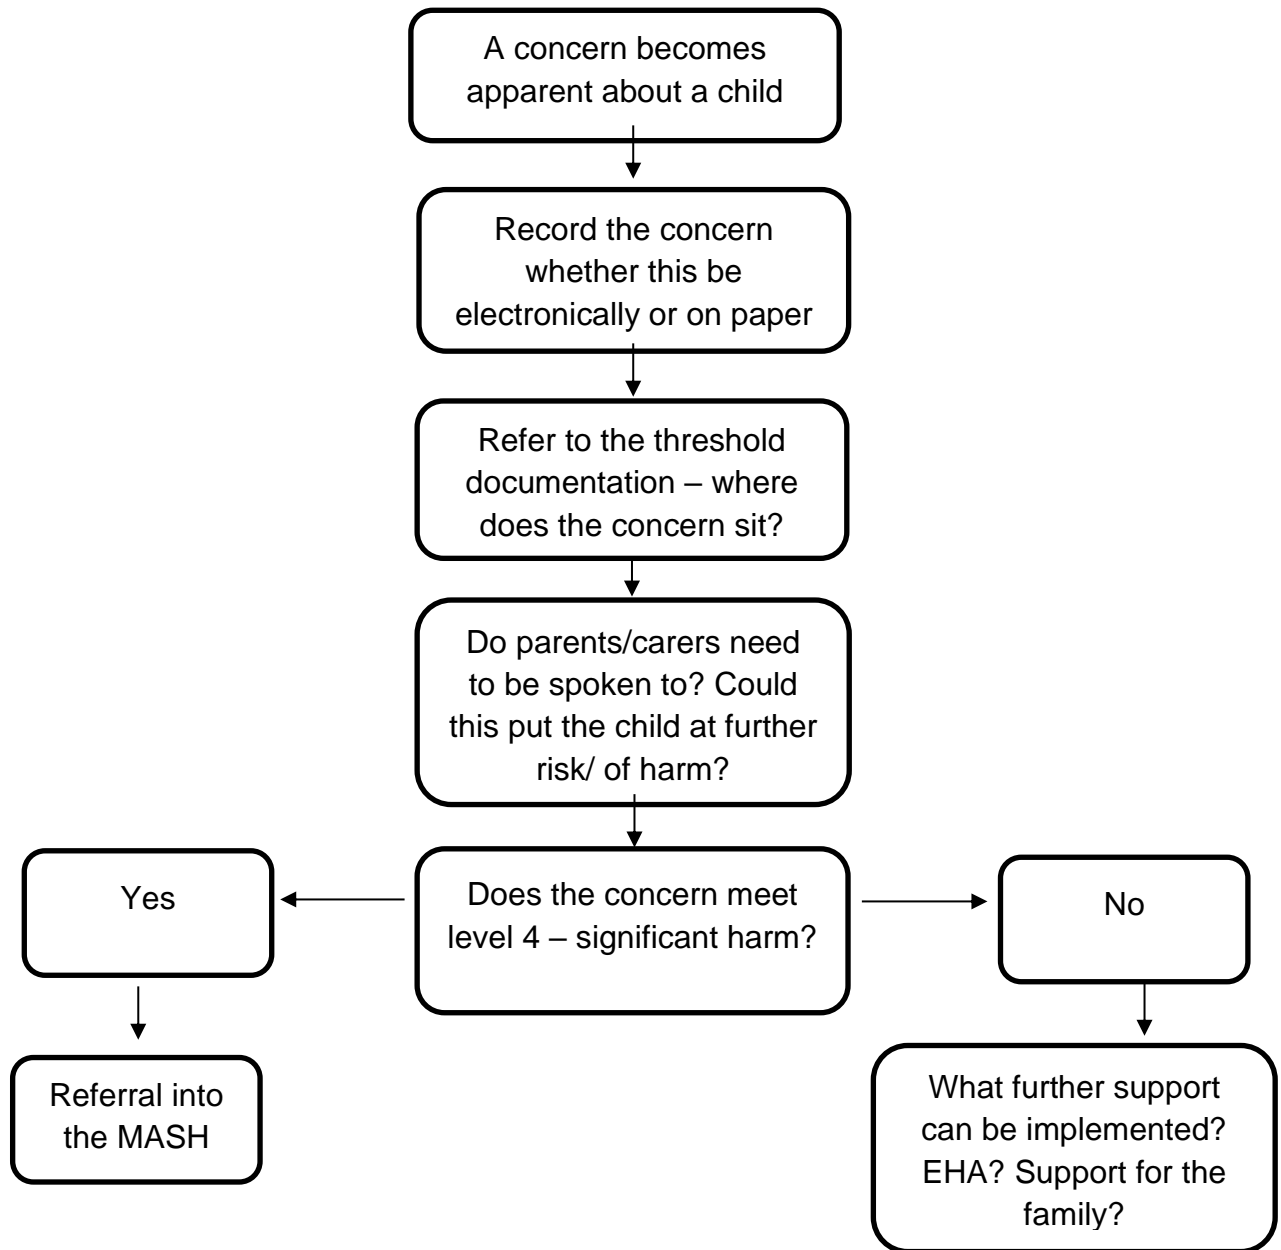 A concern becomes
apparent about a child
Record the concern
whether this be
electronically or on paper
Refer to the threshold
documentation – where
does the concern sit?
Do parents/carers need
to be spoken to? Could
this put the child at further
risk/ of harm?
Does the concern meet
level 4 – significant harm?
Yes
No
Referral into
the MASH
What further support
can be implemented?
EHA? Support for the
family?